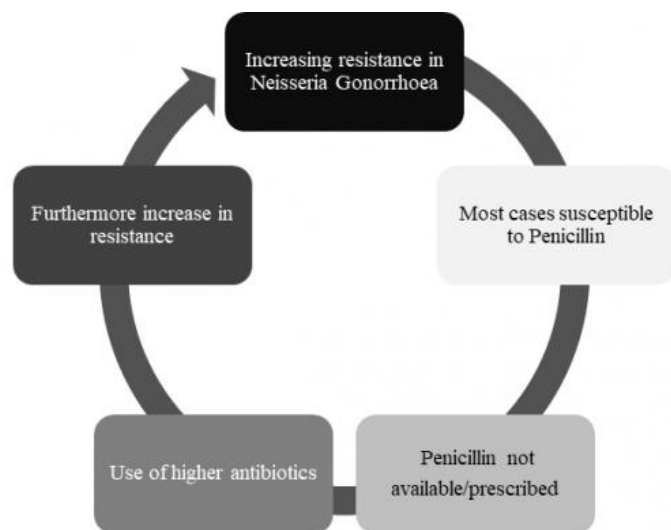 Increasing resistance in
Neisseria Gonorrhoea
Most cases susceptible
to Penicillin
Penicillin not
available/prescribed
Use of higher antibiotics
Furthermore increase in
resistance